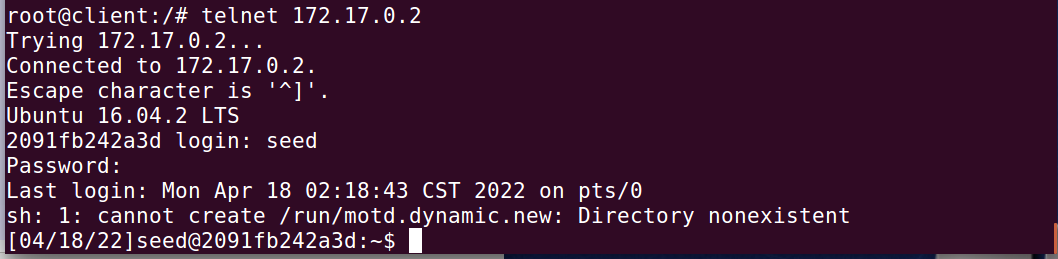 root@client:/# telnet 172.17.0.2
Trying 172.17.0.2...
Connected to 172.17.0.2.
Escape character is '^]'.
Ubuntu 16.04.2 LTS
2091fb242a3d login: seed
Password:
Last login: Mon Apr 18 02:18:43 CST 2022 on pts/0
sh: 1: cannot create /run/motd.dynamic.new: Directory nonexistent
[04/18/22]seed@2091fb242a3d:~$